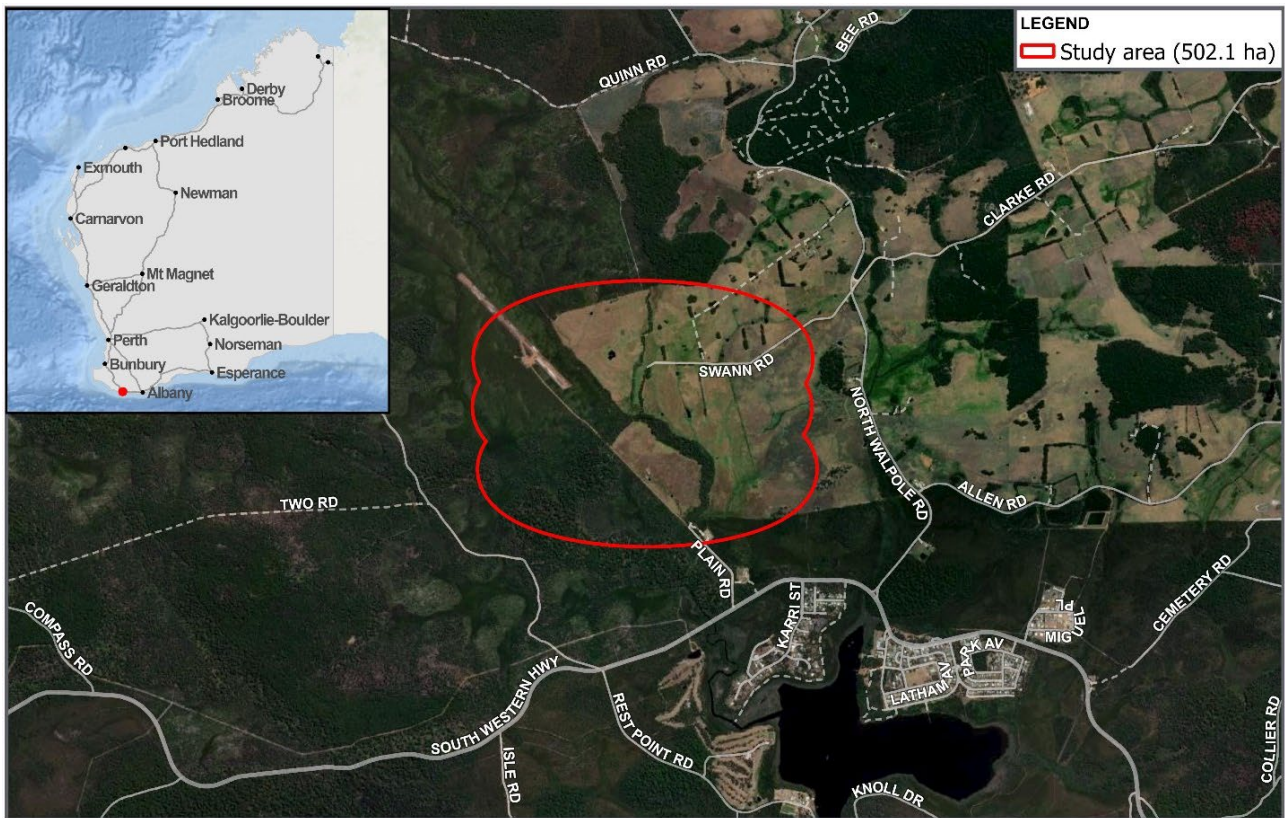 LEGEND
Study area (502.1 ha)
Derby
Broome
Port Hedland
Exmouth
Newman
Carnarvon
Mt Magnet
Geraldton
Kalgoorlie-Boulder
Perth
Norseman
Bunbury
Esperance
Albany
BEE RD
QUINN RD
CLARKE RD
SWANN RD
NORTH WALPOLE RD
ALLEN RD
TWO RD
PLAIN RD
CEMETERY RD
COMPASS RD
KARRI ST
MIGUEL PL
PARK AV
LATHAM AV
SOUTH WESTERN HWY
REST POINT RD
ISLE RD
COLLIER RD
KNOLL DR